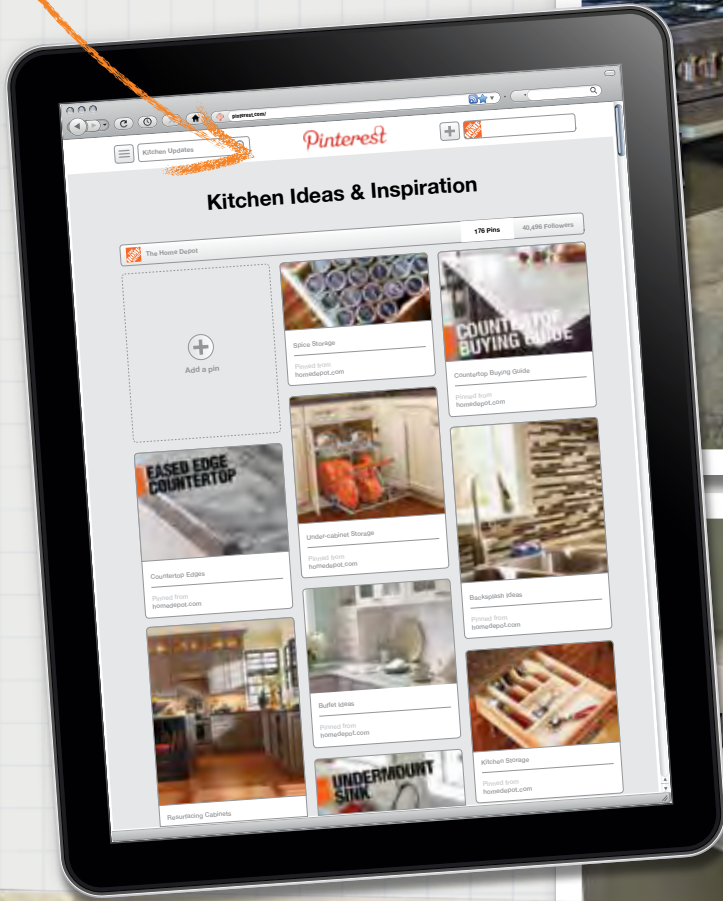 pinterest.com/
Kitchen Updates
Pinterest
Kitchen Ideas & Inspiration
The Home Depot
176 Pins
40,496 Followers
Add a pin
Splice Storage
Pinned from
homedepot.com
COUNTERTOP
BUYING GUIDE
Countertop Buying Guide
Pinned from
homedepot.com
EASED EDGE
COUNTERTOP
Countertop Edges
Pinned from
homedepot.com
Under-cabinet Storage
Pinned from
homedepot.com
Backsplash Ideas
Pinned from
homedepot.com
Resurfacing Cabinets
Buffet Ideas
Pinned from
homedepot.com
UNDERMOUNT
SINK
Kitchen Storage
Pinned from
homedepot.com